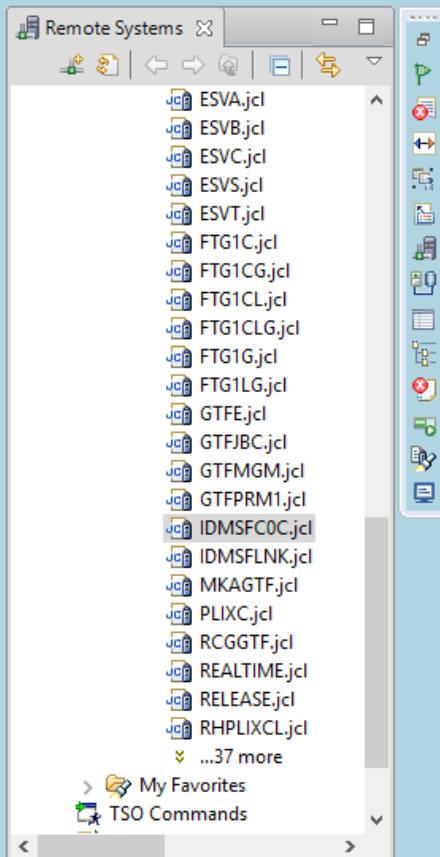 Remote Systems
ESVA.jcl
ESVB.jcl
ESVC.jcl
ESVS.jcl
ESVT.jcl
FTG1C.jcl
FTG1CG.jcl
FTG1CL.jcl
FTG1CLG.jcl
FTG1G.jcl
FTG1LG.jcl
GTFE.jcl
GTFJBC.jcl
GTFMGM.jcl
GTFPRM1.jcl
IDMSFC0C.jcl
IDMSFLNK.jcl
MKAGTF.jcl
PLIXC.jcl
RCGGTF.jcl
REALTIME.jcl
RELEASE.jcl
RHPLIXCL.jcl
...37 more
My Favorites
TSO Commands